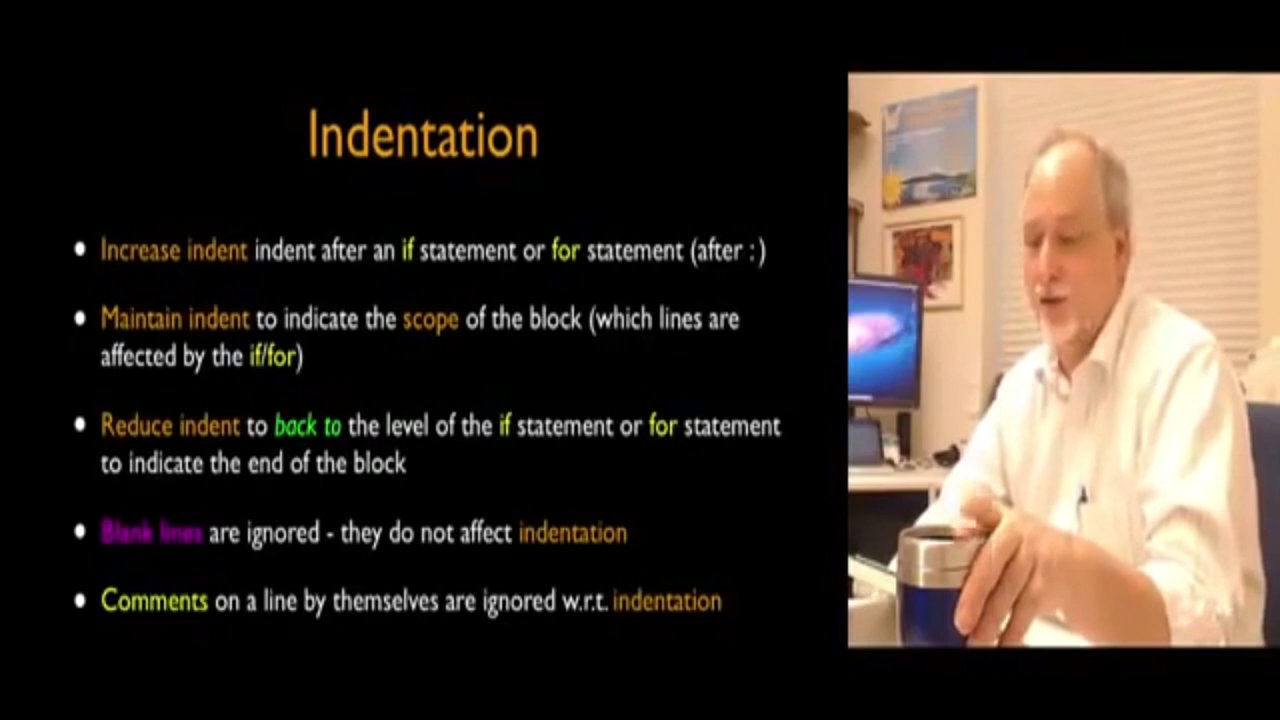 Indentation
• Increase indent indent after an if statement or for statement (after : )
• Maintain indent to indicate the scope of the block (which lines are
affected by the if/for)
• Reduce indent to back to the level of the if statement or for statement
to indicate the end of the block
• Blank lines are ignored - they do not affect indentation
• Comments on a line by themselves are ignored w.r.t. indentation